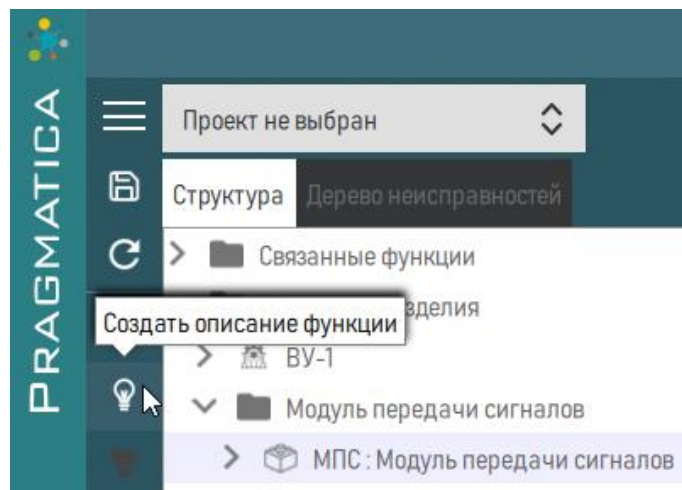 PRAGMATICA
Проект не выбран
Структура Дерево неисправностей
Связанные функции
Создать описание функции
ВУ-1
Модуль передачи сигналов
МПС : Модуль передачи сигналов